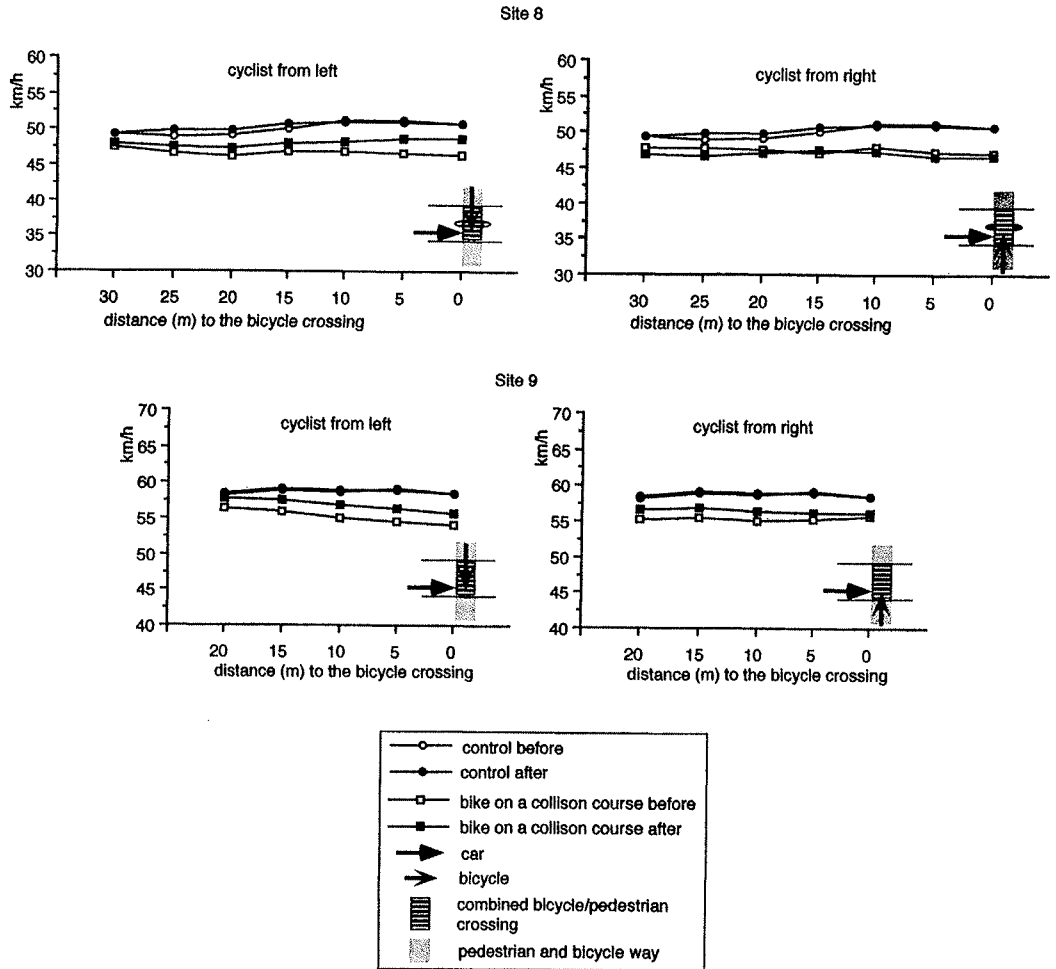 Site 8
cyclist from left
km/h
60
55
50
45
40
35
30
30 25 20 15 10 5 0
distance (m) to the bicycle crossing
cyclist from right
km/h
60
55
50
45
40
35
30
30 25 20 15 10 5 0
distance (m) to the bicycle crossing
Site 9
cyclist from left
km/h
70
65
60
55
50
45
40
20 15 10 5 0
distance (m) to the bicycle crossing
cyclist from right
km/h
70
65
60
55
50
45
40
20 15 10 5 0
distance (m) to the bicycle crossing
control before
control after
bike on a collison course before
bike on a collison course after
car
bicycle
combined bicycle/pedestrian
crossing
pedestrian and bicycle way